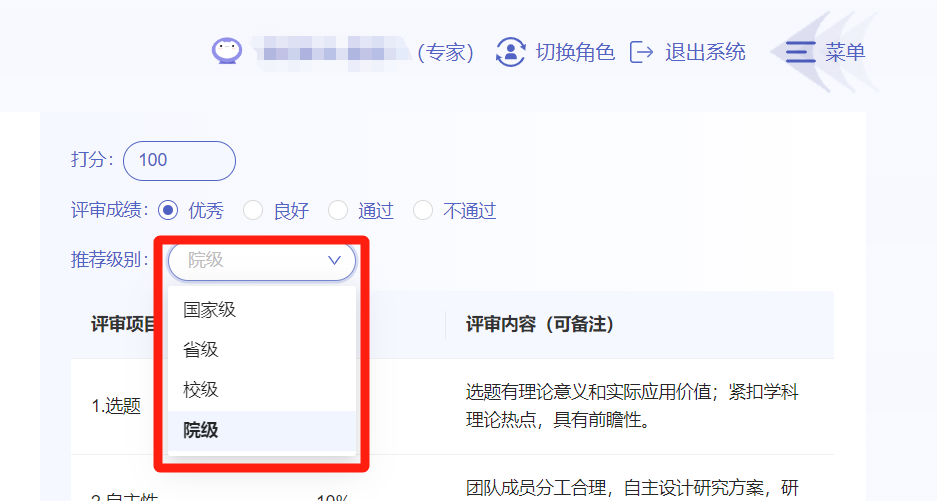 (专家) 切换角色 退出系统 菜单
打分： 100
评审成绩： 优秀 良好 通过 不通过
推荐级别： 院级
国家级
省级
校级
院级
评审项目 评审内容（可备注）
1.选题 选题有理论意义和实际应用价值；紧扣学科
理论热点，具有前瞻性。
2.自主性 10% 团队成员分工合理，自主设计研究方案，研